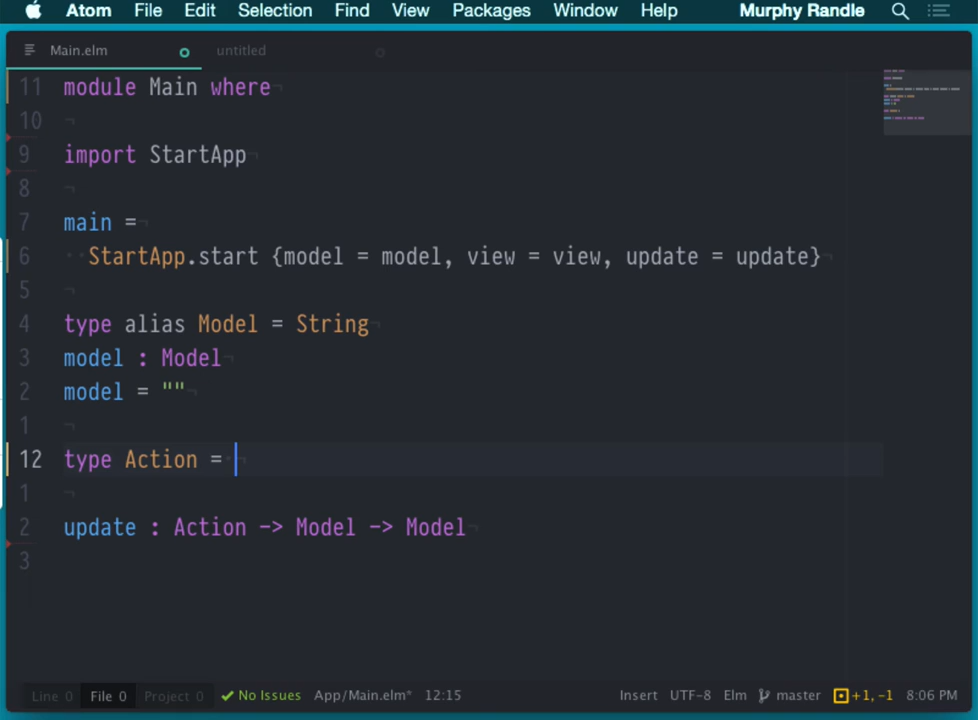 Atom File Edit Selection Find View Packages Window Help Murphy Randle
Main.elm untitled
11 module Main where¬
10 ¬
9 import StartApp¬
8 ¬
7 main =¬
6 ··StartApp.start {model = model, view = view, update = update}¬
5 ¬
4 type alias Model = String¬
3 model : Model¬
2 model = ""¬
1 ¬
12 type Action =·¬
1 ¬
2 update : Action -> Model -> Model¬
3
Line 0 File 0 Project 0 No Issues App/Main.elm* 12:15 Insert UTF-8 Elm master +1, -1 8:06 PM